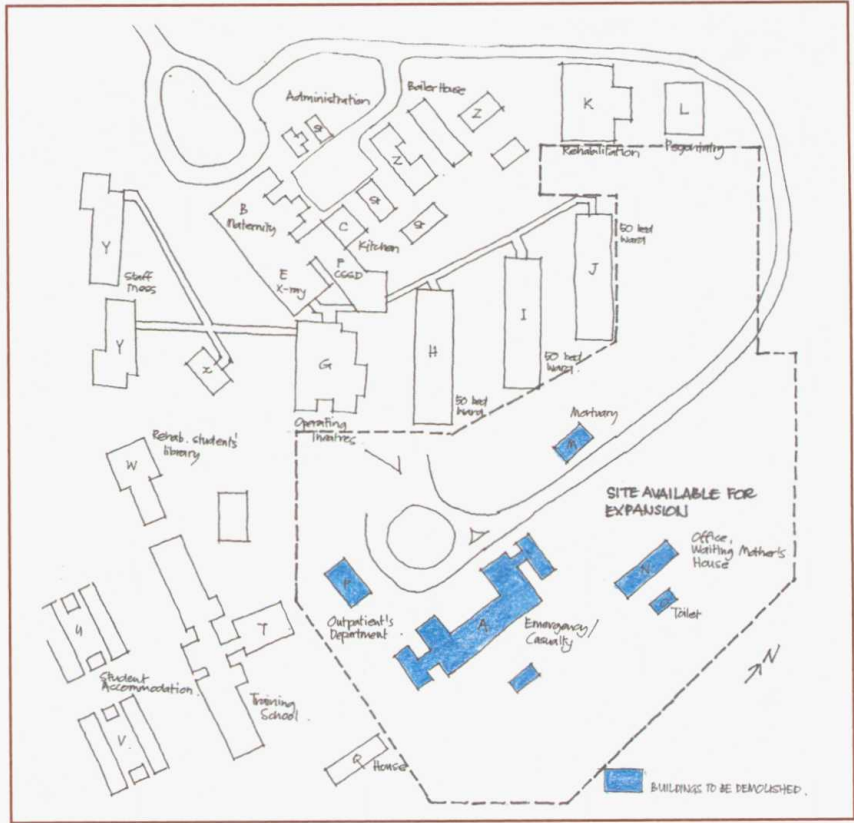 Administration
St
Boiler House
Z
Z
K
Rehabilitation
L
B
Maternity
St
C
St
Kitchen
F
CSSD
E
X-ray
Y
Staff
Mess
Y
X
G
Operating
Theatres
H
50 bed
Ward
I
50 bed
Ward
J
50 bed
Ward
Mortuary
M
Rehab. students'
library
W
SITE AVAILABLE FOR
EXPANSION
Office,
Waiting Mother's
House
N
Toilet
P
Outpatient's
Department
A
Emergency/
Casualty
U
Student
Accommodation
V
T
Training
School
Q
House
N
BUILDINGS TO BE DEMOLISHED.